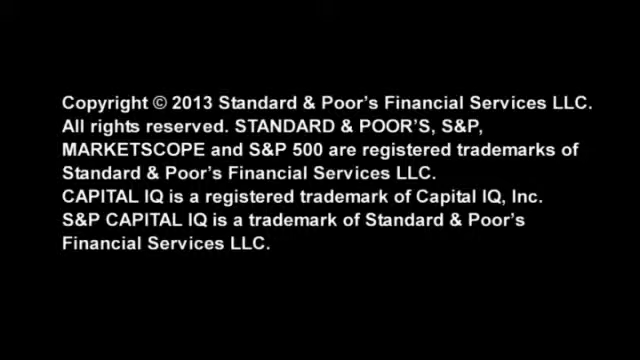 Copyright © 2013 Standard & Poor’s Financial Services LLC.
All rights reserved. STANDARD & POOR’S, S&P,
MARKETSCOPE and S&P 500 are registered trademarks of
Standard & Poor’s Financial Services LLC.
CAPITAL IQ is a registered trademark of Capital IQ, Inc.
S&P CAPITAL IQ is a trademark of Standard & Poor’s
Financial Services LLC.